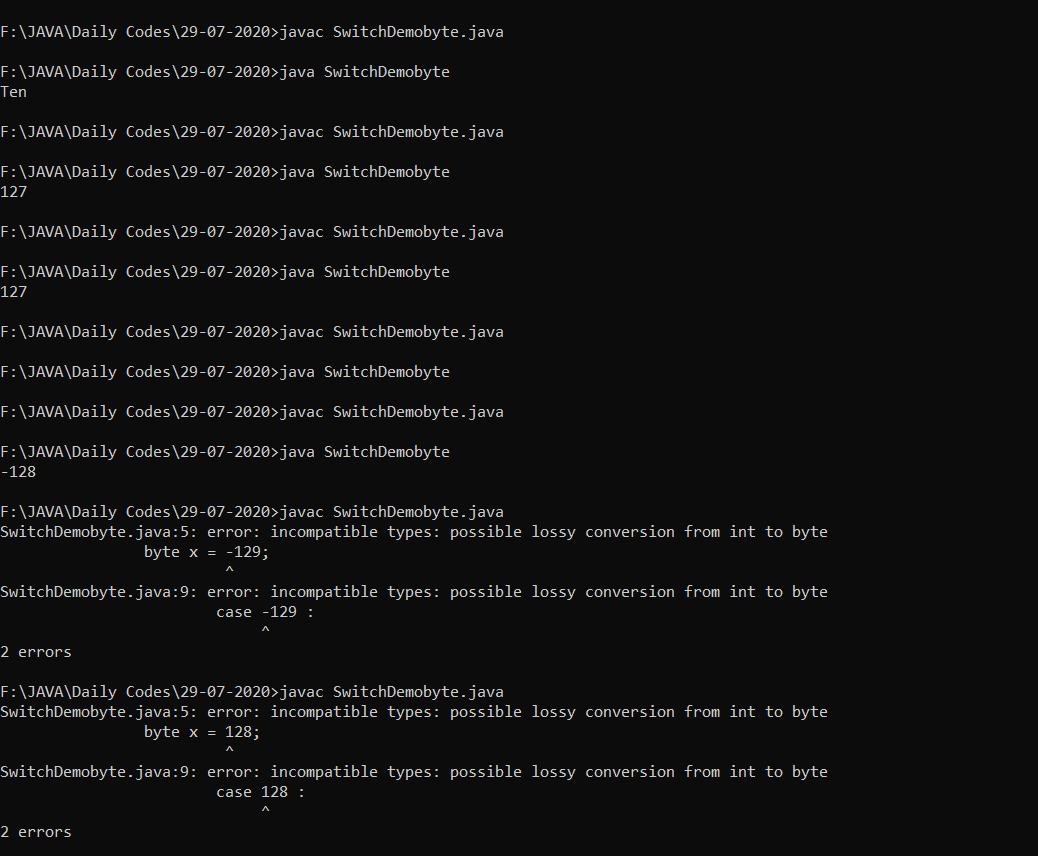 F:\JAVA\Daily Codes\29-07-2020>javac SwitchDemobyte.java
F:\JAVA\Daily Codes\29-07-2020>java SwitchDemobyte
Ten
F:\JAVA\Daily Codes\29-07-2020>javac SwitchDemobyte.java
F:\JAVA\Daily Codes\29-07-2020>java SwitchDemobyte
127
F:\JAVA\Daily Codes\29-07-2020>javac SwitchDemobyte.java
F:\JAVA\Daily Codes\29-07-2020>java SwitchDemobyte
127
F:\JAVA\Daily Codes\29-07-2020>javac SwitchDemobyte.java
F:\JAVA\Daily Codes\29-07-2020>java SwitchDemobyte
F:\JAVA\Daily Codes\29-07-2020>javac SwitchDemobyte.java
F:\JAVA\Daily Codes\29-07-2020>java SwitchDemobyte
-128
F:\JAVA\Daily Codes\29-07-2020>javac SwitchDemobyte.java
SwitchDemobyte.java:5: error: incompatible types: possible lossy conversion from int to byte
                byte x = -129;
                         ^
SwitchDemobyte.java:9: error: incompatible types: possible lossy conversion from int to byte
                        case -129 :
                             ^
2 errors
F:\JAVA\Daily Codes\29-07-2020>javac SwitchDemobyte.java
SwitchDemobyte.java:5: error: incompatible types: possible lossy conversion from int to byte
                byte x = 128;
                         ^
SwitchDemobyte.java:9: error: incompatible types: possible lossy conversion from int to byte
                        case 128 :
                             ^
2 errors